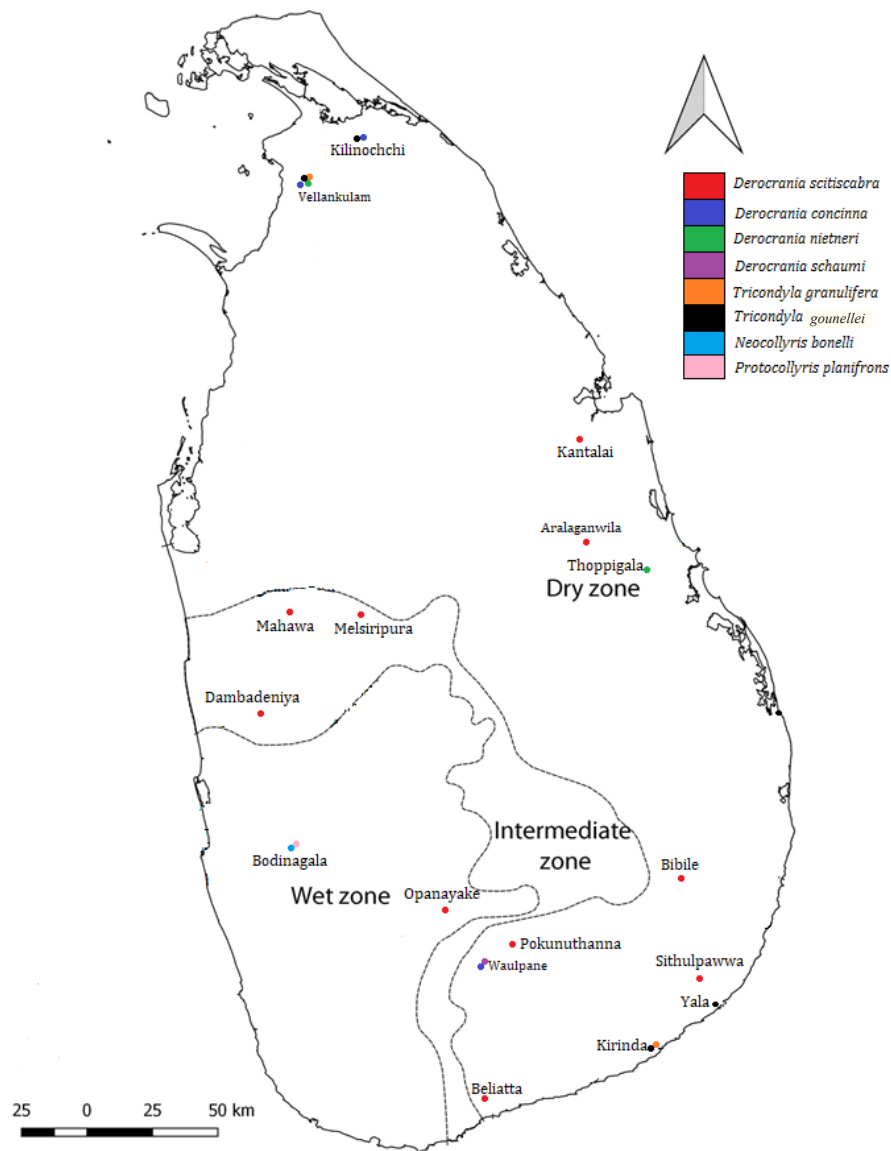 Kilinochchi
Vellankulam
Derocrania scitiscabra
Derocrania concinna
Derocrania nietneri
Derocrania schaumi
Tricondyla granulifera
Tricondyla gounellei
Neocollyris bonelli
Protocollyris planifrons
Kantalai
Aralaganwila
Thoppigala
Dry zone
Mahawa
Melsiripura
Dambadeniya
Intermediate
zone
Bodinagala
Wet zone
Bibile
Opanayake
Pokunuthanna
Waulpane
Sithulpawwa
Yala
Kirinda
Beliatta
25 0 25 50 km